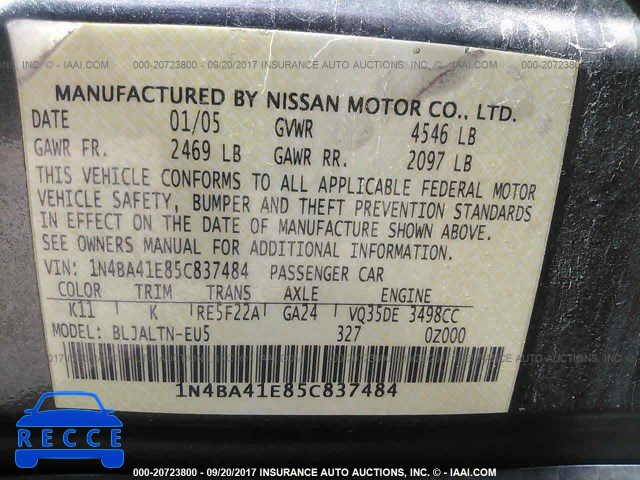 000-20723800 - 09/20/2017 INSURANCE AUTO AUCTIONS, INC. - © IAAI.COM
MANUFACTURED BY NISSAN MOTOR CO., LTD.
DATE 01/05 GVWR 4546 LB
GAWR FR. 2469 LB GAWR RR. 2097 LB
THIS VEHICLE CONFORMS TO ALL APPLICABLE FEDERAL MOTOR
VEHICLE SAFETY, BUMPER AND THEFT PREVENTION STANDARDS
IN EFFECT ON THE DATE OF MANUFACTURE SHOWN ABOVE.
SEE OWNERS MANUAL FOR ADDITIONAL INFORMATION.
VIN: 1N4BA41E85C837484 PASSENGER CAR
COLOR TRIM TRANS AXLE ENGINE
K11 K RE5F22A GA24 VQ35DE 3498CC
MODEL: BLJALTN-EU5 327 0Z000
1N4BA41E85C837484
RECCE
000-20723800 - 09/20/2017 INSURANCE AUTO AUCTIONS, INC. - © IAAI.COM